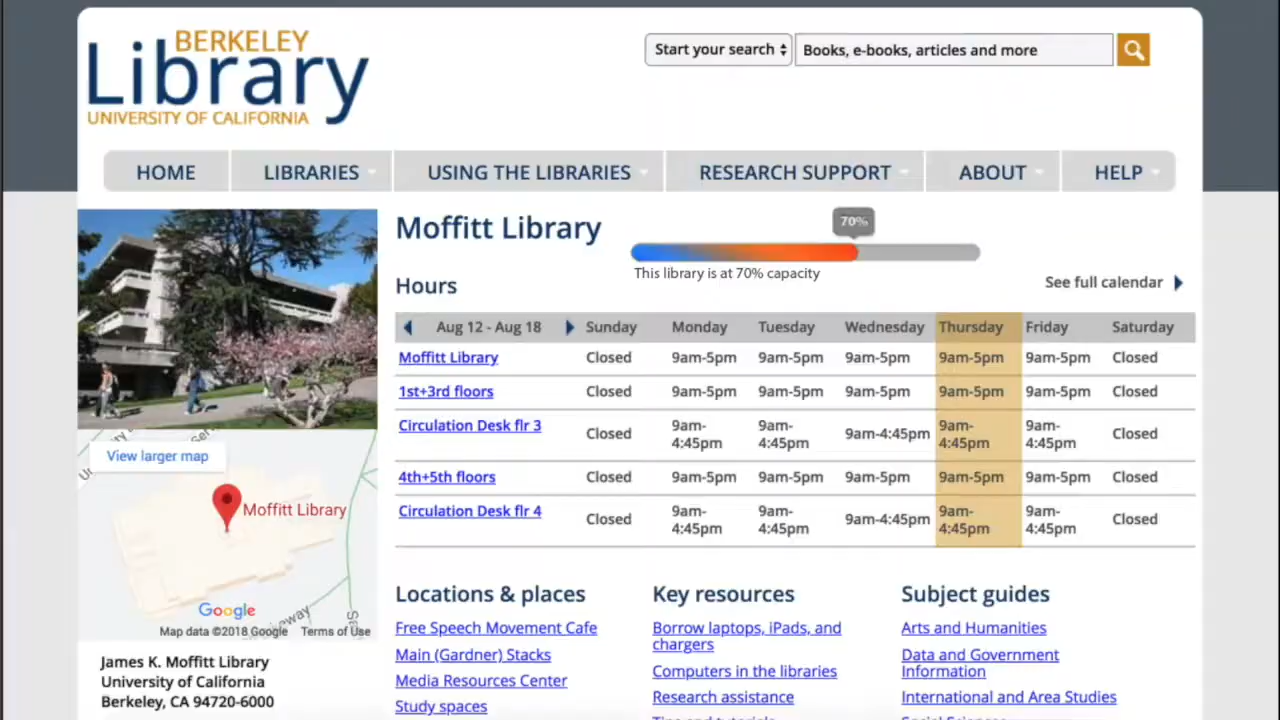 BERKELEY
Library
UNIVERSITY OF CALIFORNIA
Start your search
Books, e-books, articles and more
HOME
LIBRARIES
USING THE LIBRARIES
RESEARCH SUPPORT
ABOUT
HELP
Moffitt Library
70%
This library is at 70% capacity
Hours
See full calendar
Aug 12 - Aug 18 Sunday Monday Tuesday Wednesday Thursday Friday Saturday
Moffitt Library Closed 9am-5pm 9am-5pm 9am-5pm 9am-5pm 9am-5pm Closed
1st+3rd floors Closed 9am-5pm 9am-5pm 9am-5pm 9am-5pm 9am-5pm Closed
Circulation Desk flr 3 Closed 9am-4:45pm 9am-4:45pm 9am-4:45pm 9am-4:45pm 9am-4:45pm Closed
4th+5th floors Closed 9am-5pm 9am-5pm 9am-5pm 9am-5pm 9am-5pm Closed
Circulation Desk flr 4 Closed 9am-4:45pm 9am-4:45pm 9am-4:45pm 9am-4:45pm 9am-4:45pm Closed
View larger map
Moffitt Library
Google
Map data ©2018 Google Terms of Use
James K. Moffitt Library
University of California
Berkeley, CA 94720-6000
Locations & places
Free Speech Movement Cafe
Main (Gardner) Stacks
Media Resources Center
Study spaces
Key resources
Borrow laptops, iPads, and
chargers
Computers in the libraries
Research assistance
Subject guides
Arts and Humanities
Data and Government
Information
International and Area Studies